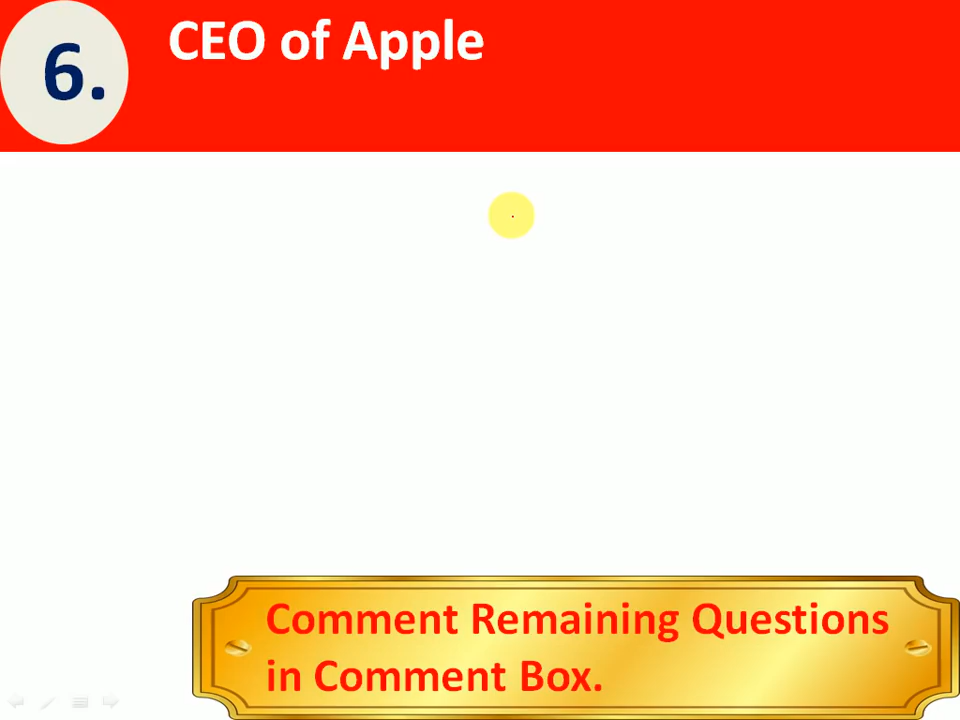 6.
CEO of Apple
Comment Remaining Questions
in Comment Box.